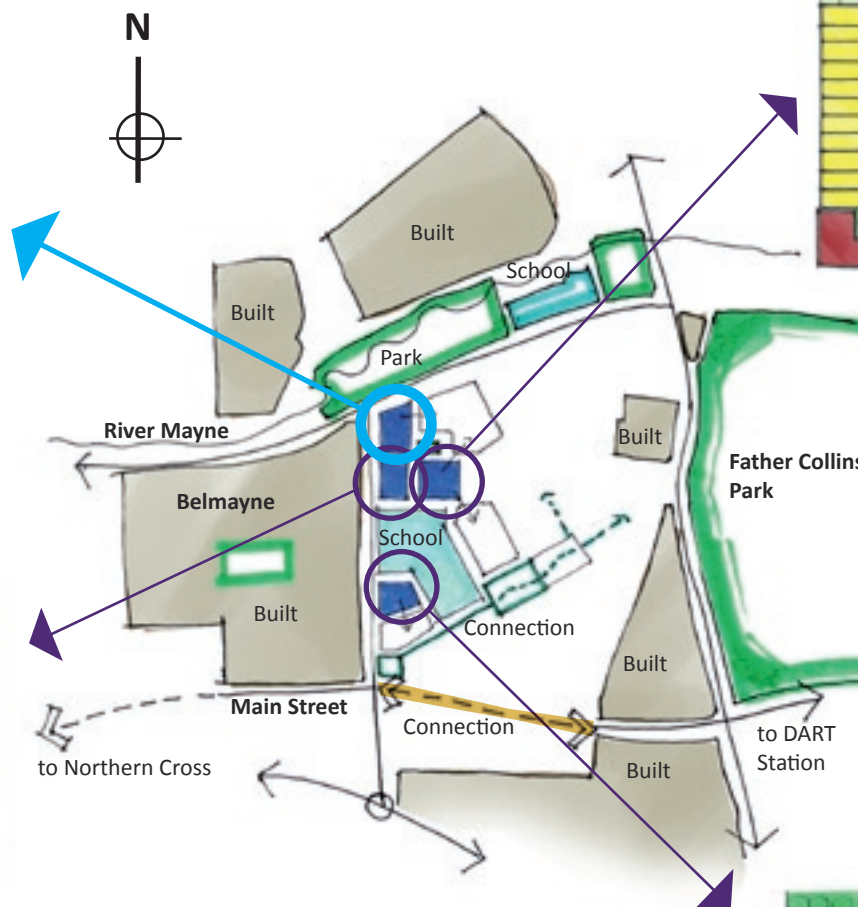 N
Built
School
Built
Park
River Mayne
Built
Father Collins
Park
Belmayne
School
Built
Connection
Built
Main Street
Connection
to DART
Station
to Northern Cross
Built